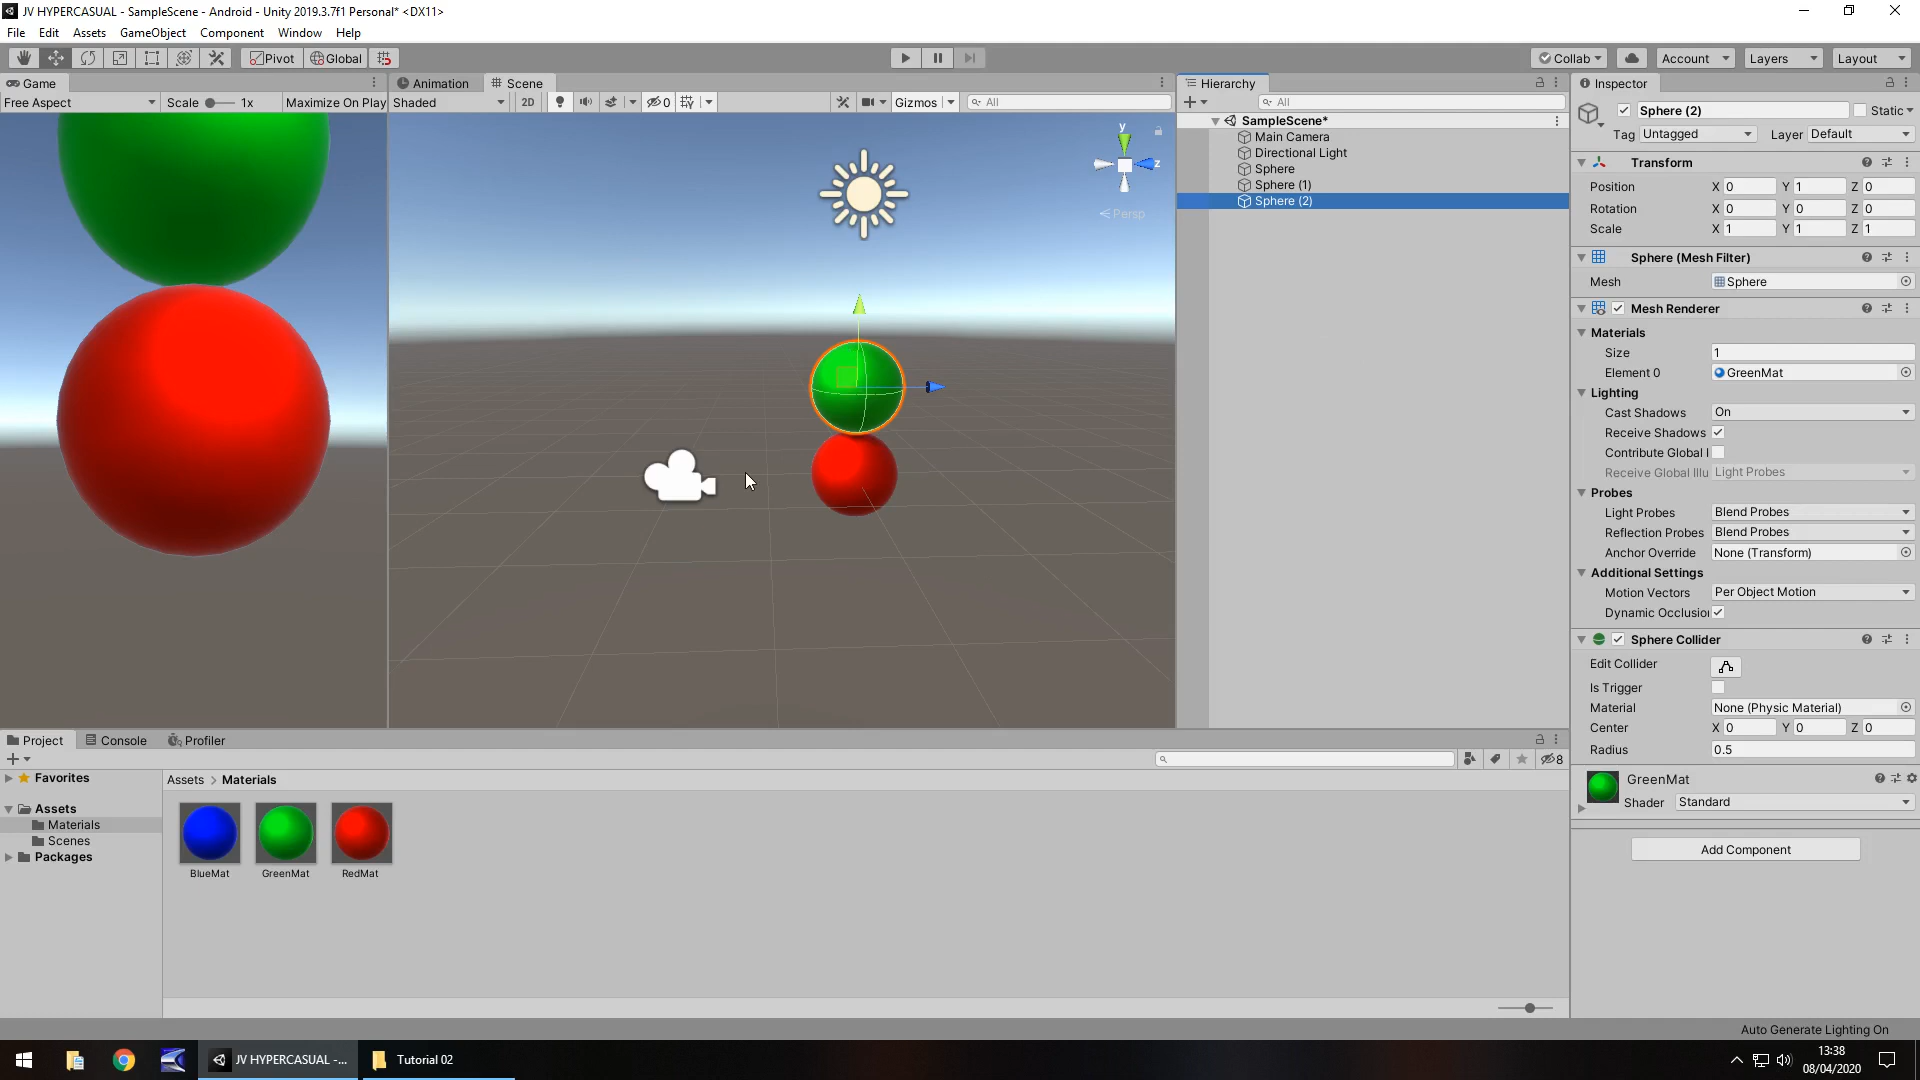 JV HYPERCASUAL - SampleScene - Android - Unity 2019.3.7f1 Personal* <DX11>
File Edit Assets GameObject Component Window Help
Pivot Global Collab Account Layers Layout
Game Animation Scene Hierarchy Inspector
Free Aspect Scale 1x Maximize On Play Shaded 2D 0 Gizmos All All
Sphere (2) Static
Tag Untagged Layer Default
SampleScene*
Main Camera
Directional Light
Sphere
Sphere (1)
Sphere (2)
y
z
Persp
Transform
Position X 0 Y 1 Z 0
Rotation X 0 Y 0 Z 0
Scale X 1 Y 1 Z 1
Sphere (Mesh Filter)
Mesh Sphere
Mesh Renderer
Materials
Size 1
Element 0 GreenMat
Lighting
Cast Shadows On
Receive Shadows
Contribute Global I
Receive Global Illu Light Probes
Probes
Light Probes Blend Probes
Reflection Probes Blend Probes
Anchor Override None (Transform)
Additional Settings
Motion Vectors Per Object Motion
Dynamic Occlusio
Sphere Collider
Edit Collider
Is Trigger
Material None (Physic Material)
Center X 0 Y 0 Z 0
Radius 0.5
GreenMat
Shader Standard
Add Component
Project Console Profiler
8
Favorites
Assets
Materials
Scenes
Packages
Assets > Materials
BlueMat GreenMat RedMat
Auto Generate Lighting On
JV HYPERCASUAL -... Tutorial 02
13:38
08/04/2020